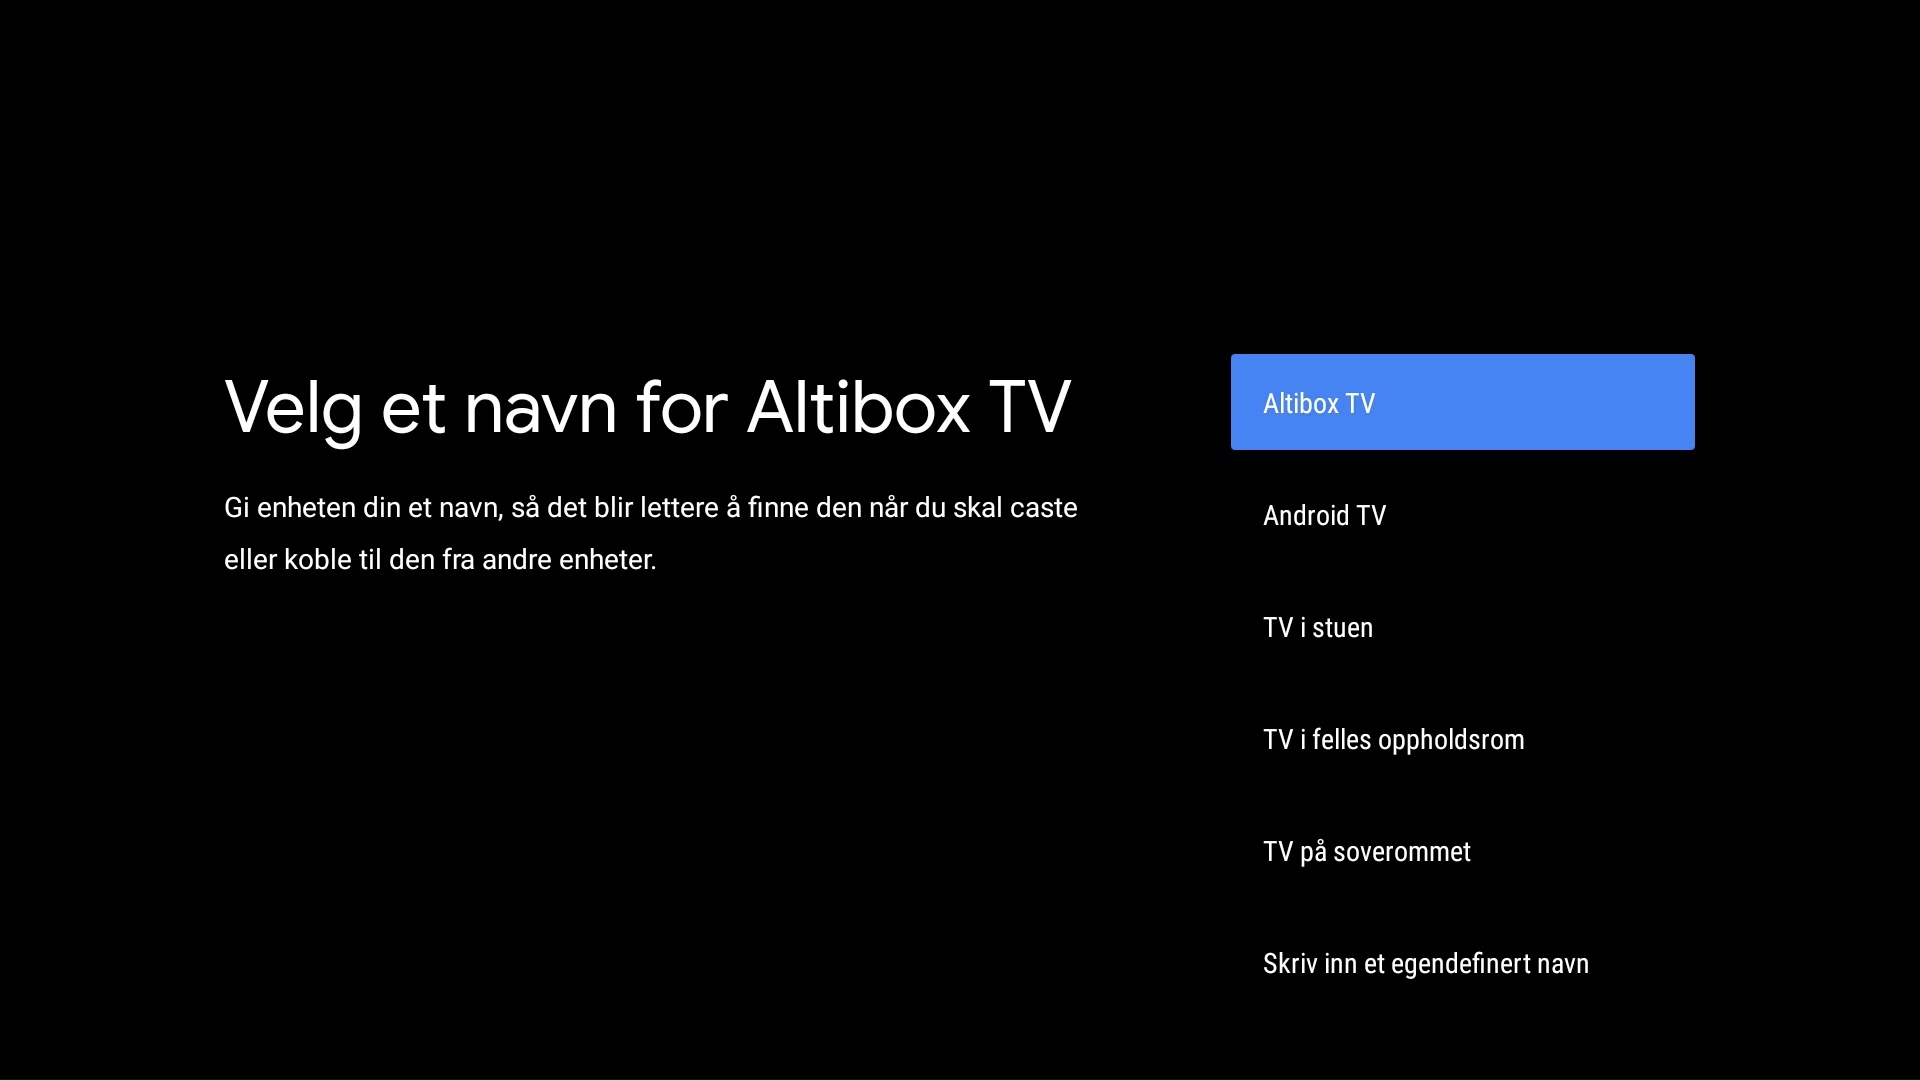 Velg et navn for Altibox TV
Gi enheten din et navn, så det blir lettere å finne den når du skal caste
eller koble til den fra andre enheter.
Altibox TV
Android TV
TV i stuen
TV i felles oppholdsrom
TV på soverommet
Skriv inn et egendefinert navn